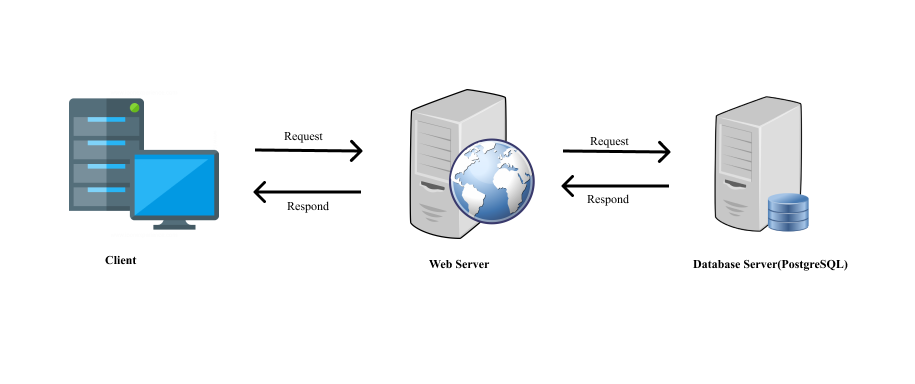 Request
Respond
Request
Respond
Client
Web Server
Database Server(PostgreSQL)